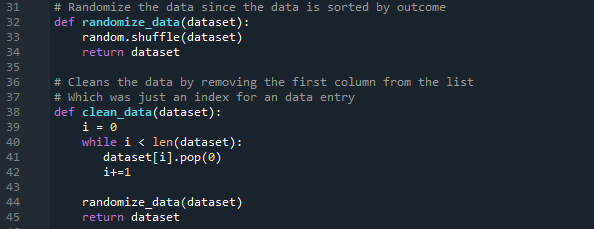 31 # Randomize the data since the data is sorted by outcome
32 def randomize_data(dataset):
33     random.shuffle(dataset)
34     return dataset
35
36 # Cleans the data by removing the first column from the list
37 # Which was just an index for an data entry
38 def clean_data(dataset):
39     i = 0
40     while i < len(dataset):
41        dataset[i].pop(0)
42        i+=1
43
44     randomize_data(dataset)
45     return dataset